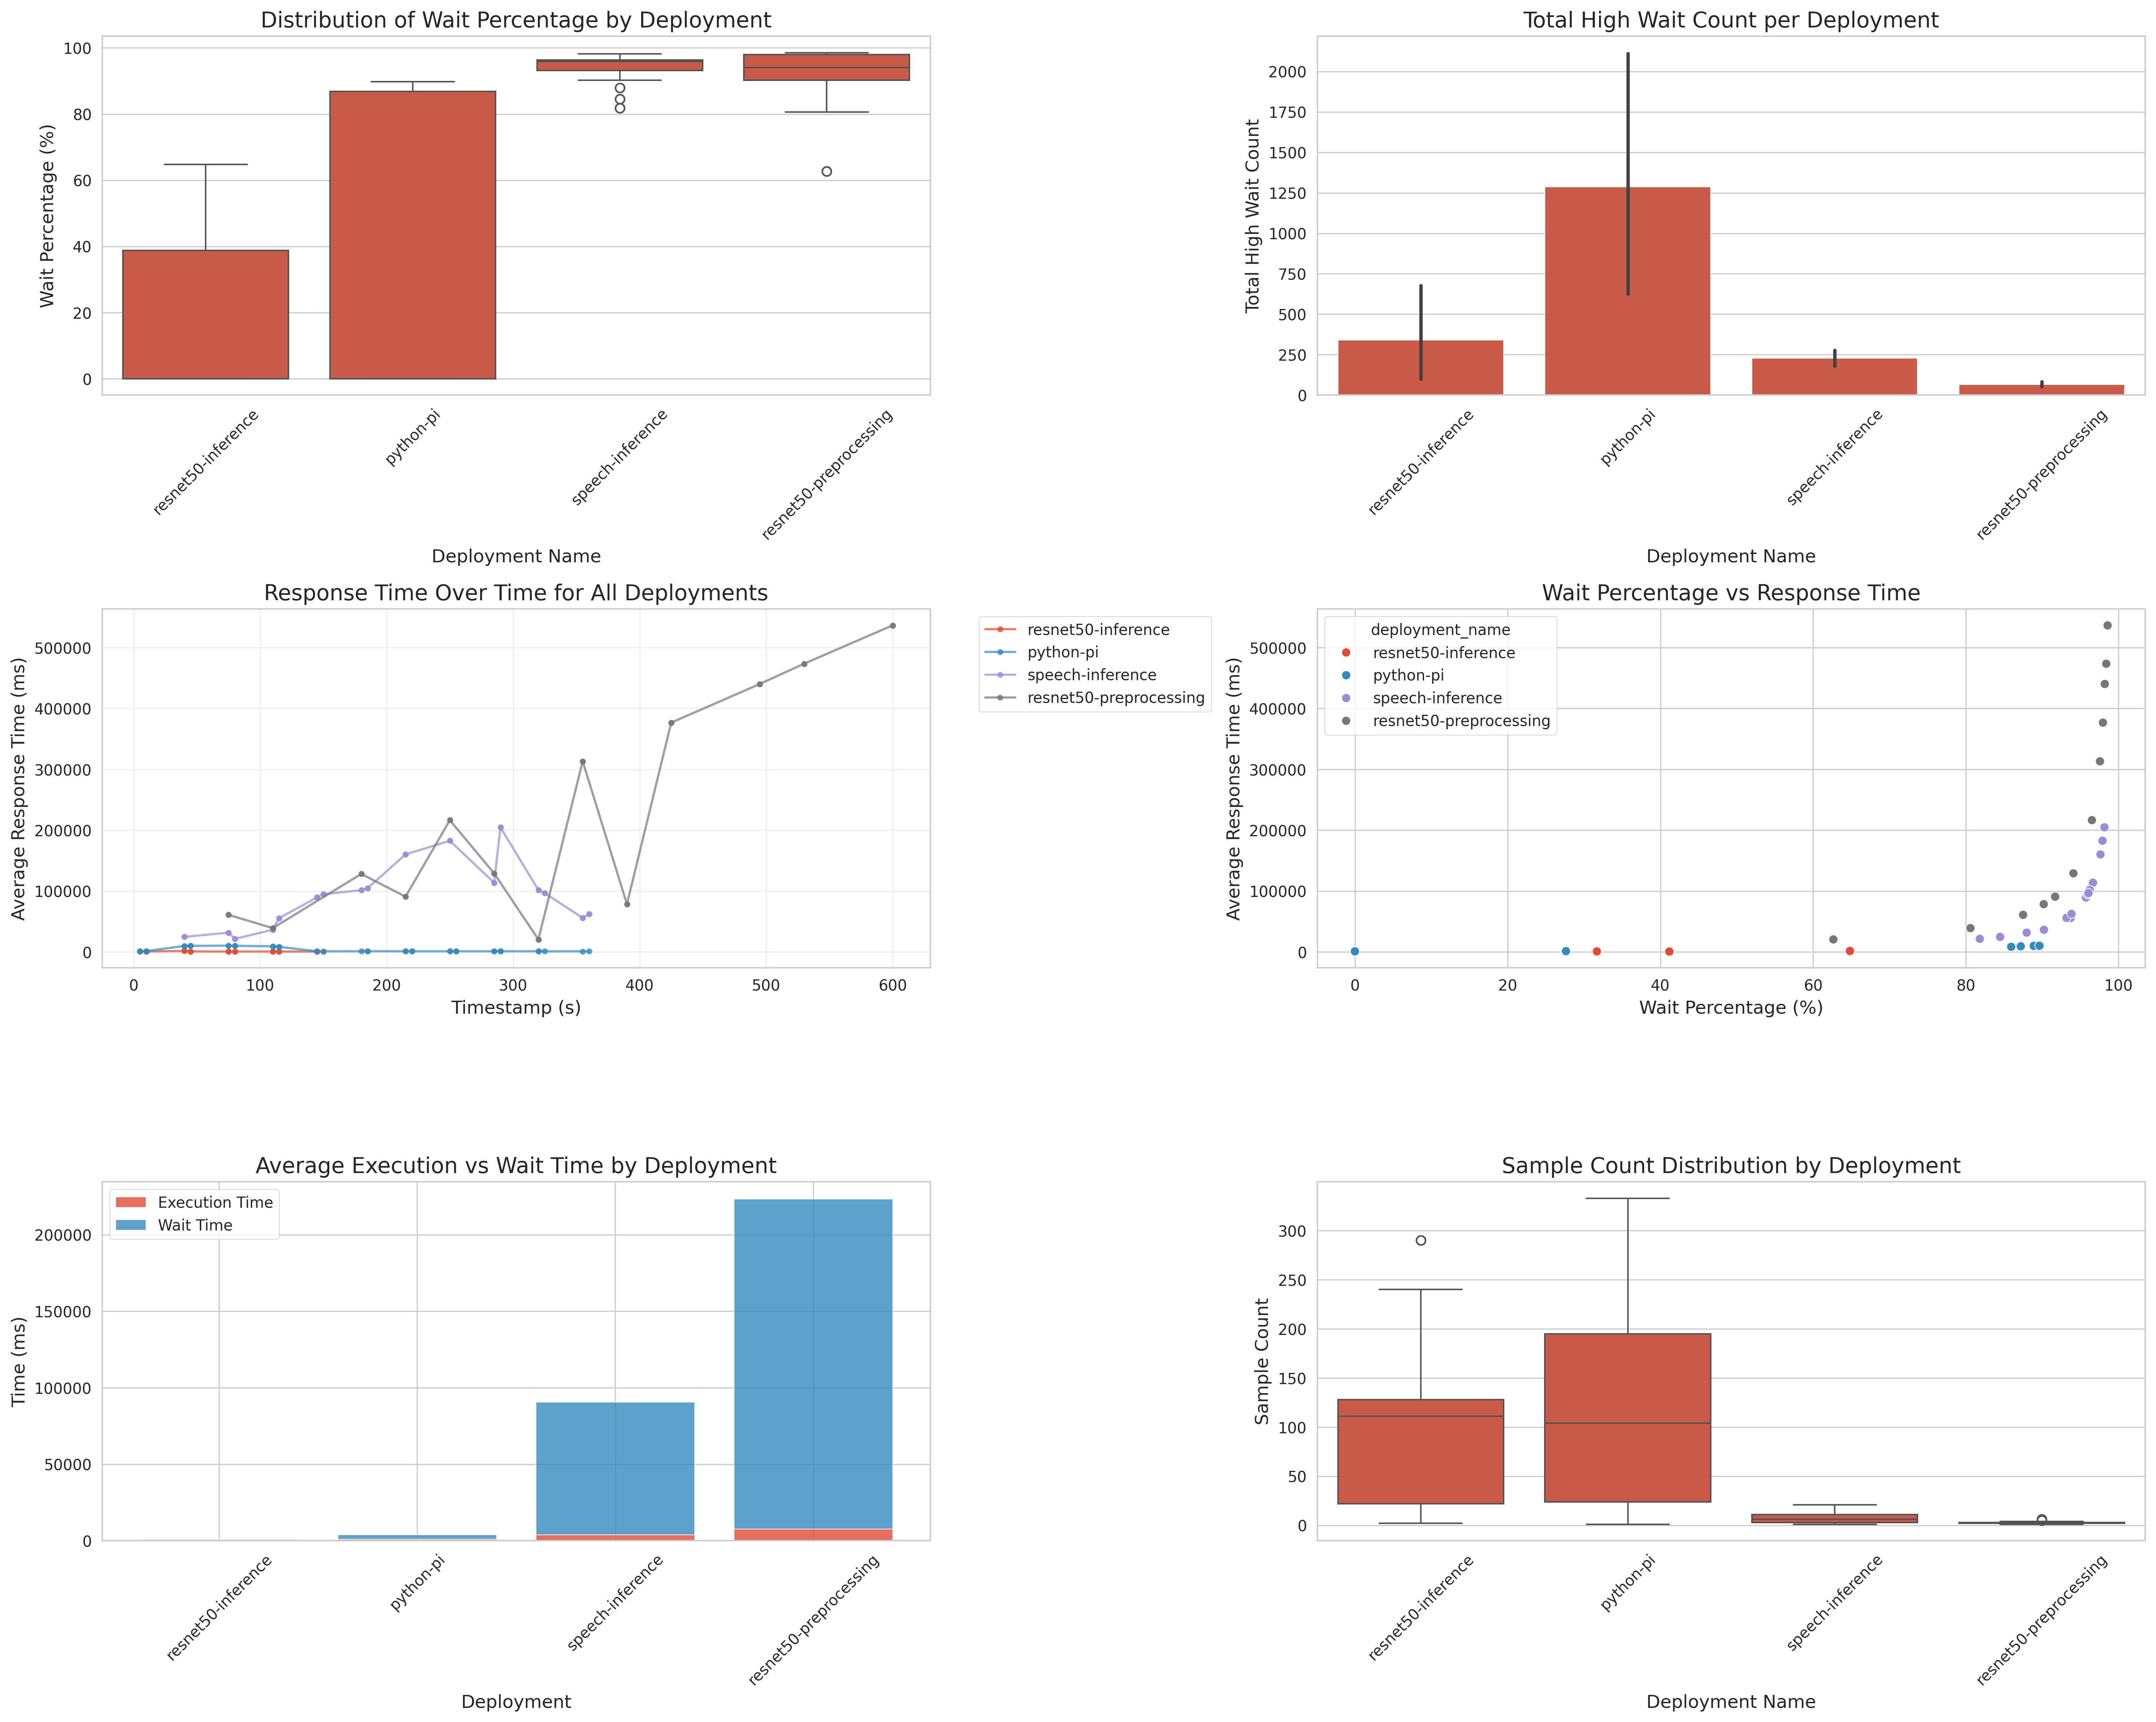 Distribution of Wait Percentage by Deployment
Wait Percentage (%)
100
80
60
40
20
0
resnet50-inference
python-pi
speech-inference
resnet50-preprocessing
Deployment Name
Total High Wait Count per Deployment
Total High Wait Count
2000
1750
1500
1250
1000
750
500
250
0
resnet50-inference
python-pi
speech-inference
resnet50-preprocessing
Deployment Name
Response Time Over Time for All Deployments
Average Response Time (ms)
500000
400000
300000
200000
100000
0
0
100
200
300
400
500
600
Timestamp (s)
resnet50-inference
python-pi
speech-inference
resnet50-preprocessing
Wait Percentage vs Response Time
Average Response Time (ms)
500000
400000
300000
200000
100000
0
deployment_name
resnet50-inference
python-pi
speech-inference
resnet50-preprocessing
0
20
40
60
80
100
Wait Percentage (%)
Average Execution vs Wait Time by Deployment
Time (ms)
200000
150000
100000
50000
0
Execution Time
Wait Time
resnet50-inference
python-pi
speech-inference
resnet50-preprocessing
Deployment
Sample Count Distribution by Deployment
Sample Count
300
250
200
150
100
50
0
resnet50-inference
python-pi
speech-inference
resnet50-preprocessing
Deployment Name